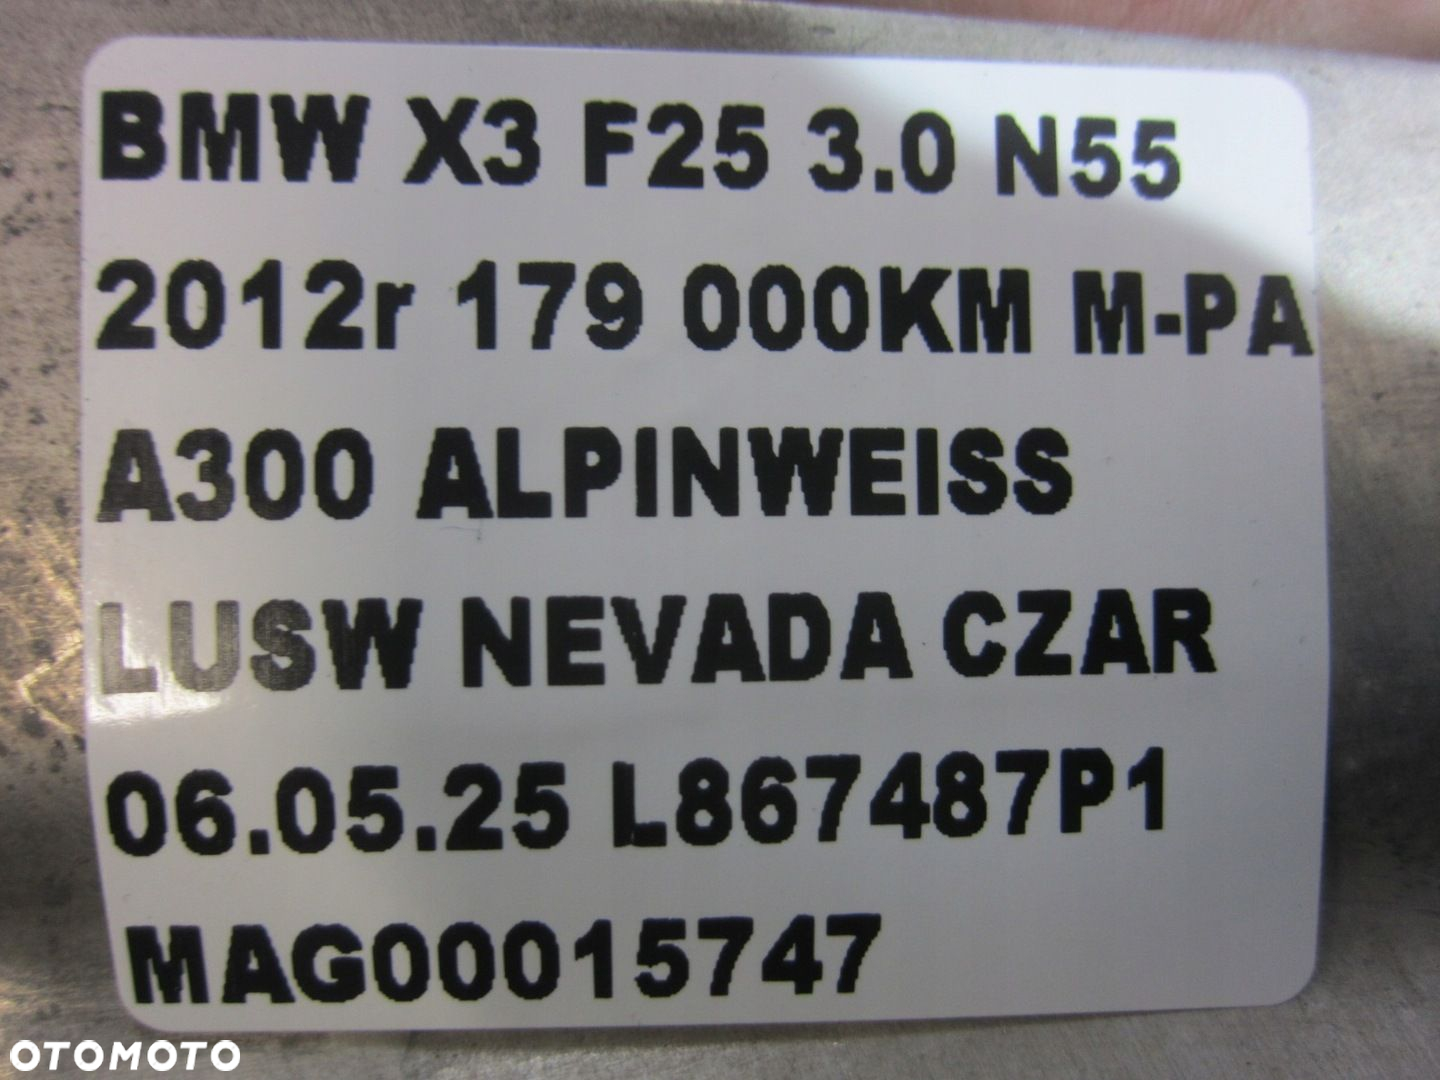 BMW X3 F25 3.0 N55
2012r 179 000KM M-PA
A300 ALPINWEISS
LUSW NEVADA CZAR
06.05.25 L867487P1
MAG00015747
OTOMOTO